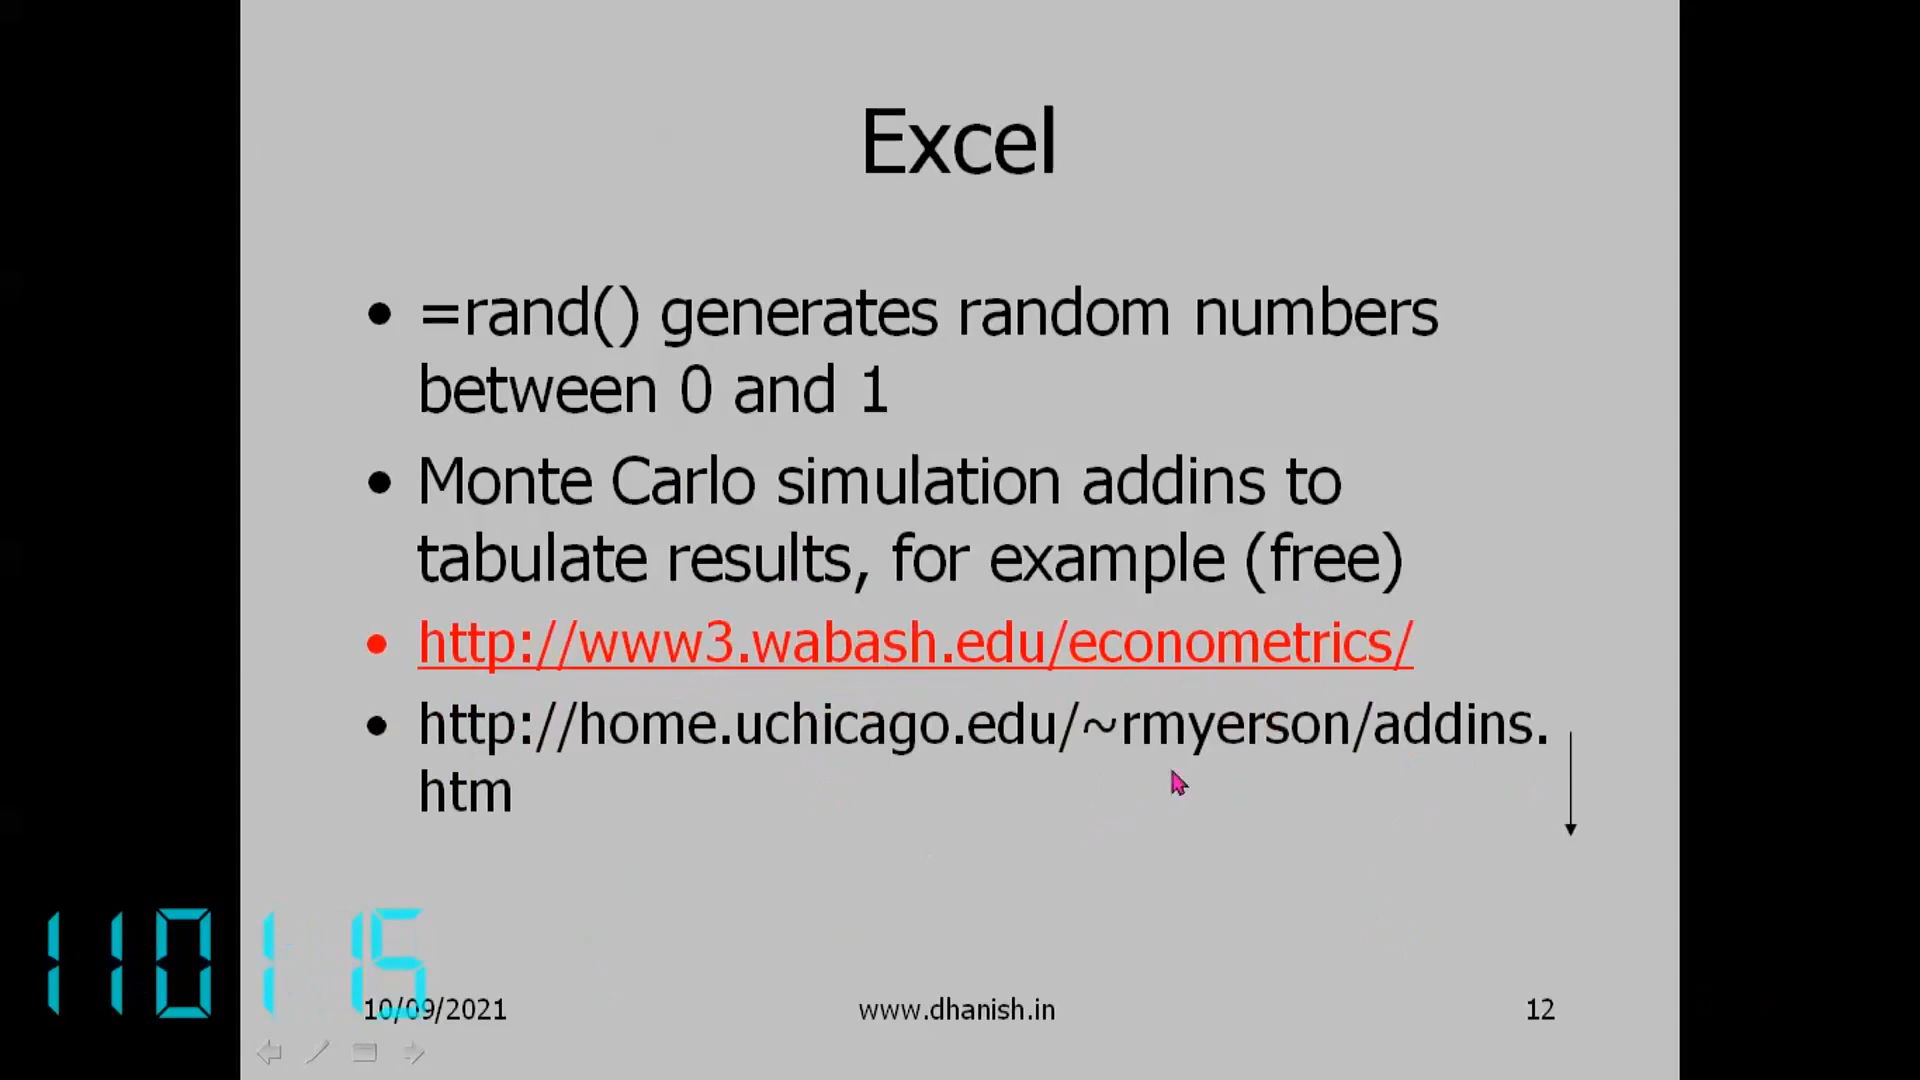 Excel
• =rand() generates random numbers
between 0 and 1
• Monte Carlo simulation addins to
tabulate results, for example (free)
• http://www3.wabash.edu/econometrics/
• http://home.uchicago.edu/~rmyerson/addins.
htm
1101 15
10/09/2021
www.dhanish.in
12